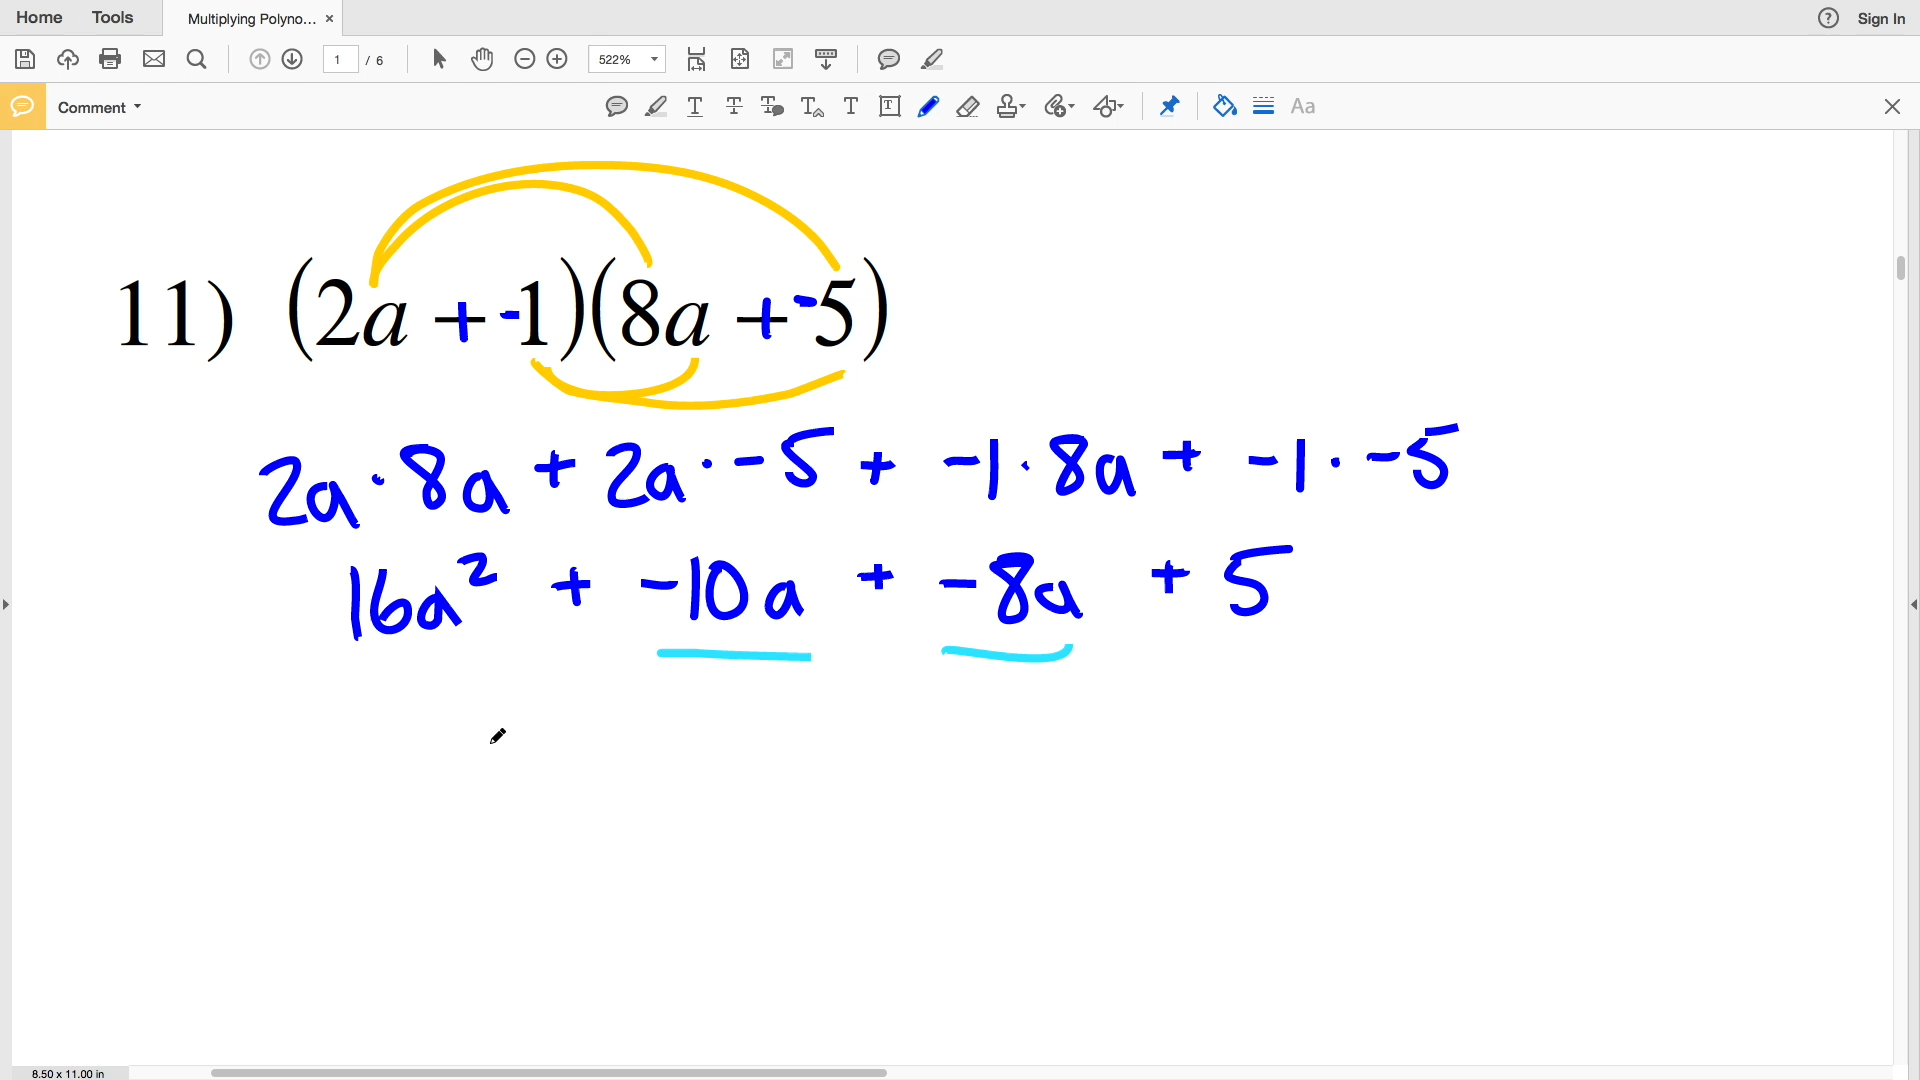 Home Tools Multiplying Polyno... × ? Sign In
1 / 6 522%
Comment T T T T T T Aa
11) (2a + -1)(8a + -5)
2a · 8a + 2a · -5 + -1 · 8a + -1 · -5
16a² + -10a + -8a + 5
8.50 x 11.00 in